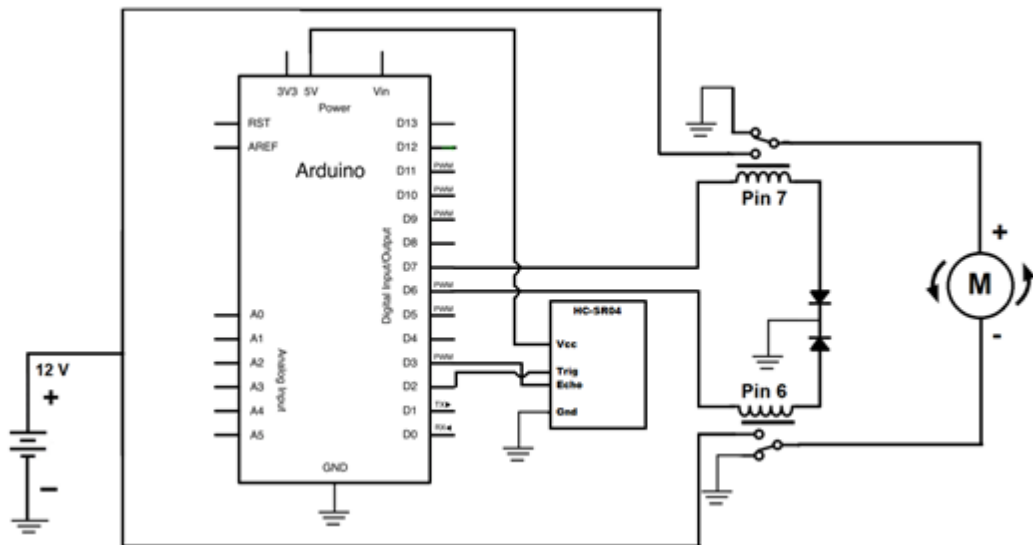 3V3 5V Vin
Power
RST
AREF
Arduino
D13
D12
D11 PWM
D10 PWM
D9 PWM
D8
D7
D6 PWM
D5 PWM
D4
D3 PWM
D2
D1 TX▶
D0 RX◀
Digital Input/Output
A0
A1
A2
A3
A4
A5
Analog Input
GND
12 V
+
−
HC-SR04
Vcc
Trig
Echo
Gnd
Pin 7
Pin 6
+
M
-